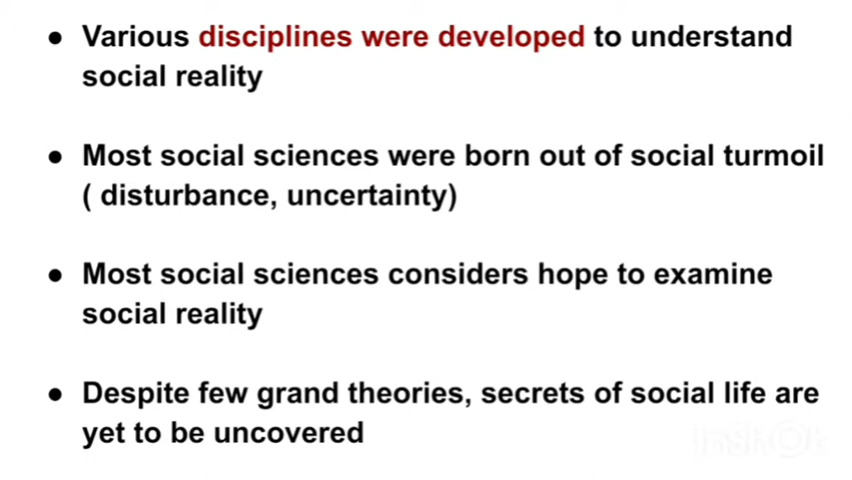 ● Various disciplines were developed to understand
social reality
● Most social sciences were born out of social turmoil
( disturbance, uncertainty)
● Most social sciences considers hope to examine
social reality
● Despite few grand theories, secrets of social life are
yet to be uncovered